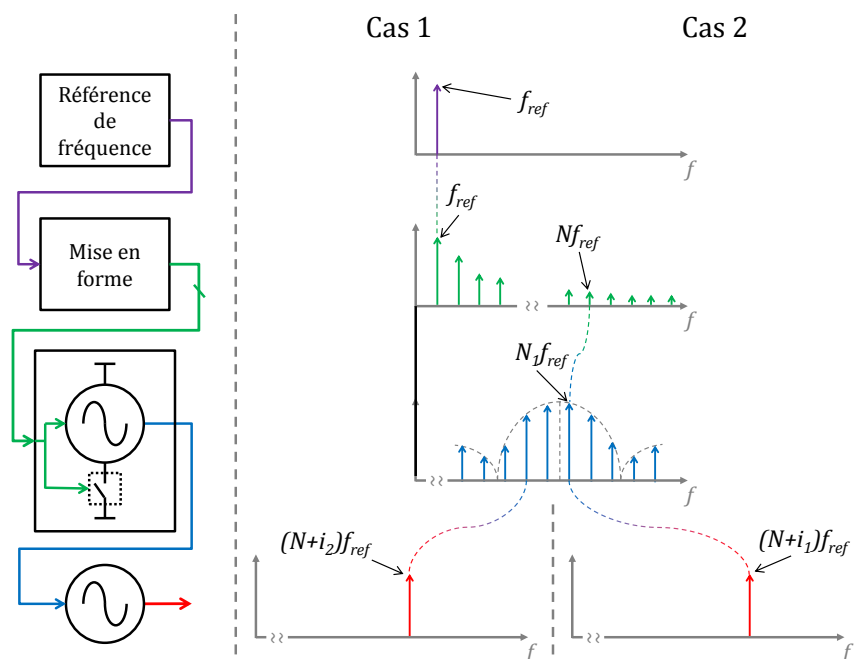 Cas 1
Cas 2
Référence
de
fréquence
f_ref
f
Mise en
forme
f_ref
Nf_ref
f
N_1f_ref
f
(N+i_2)f_ref
(N+i_1)f_ref
f
f